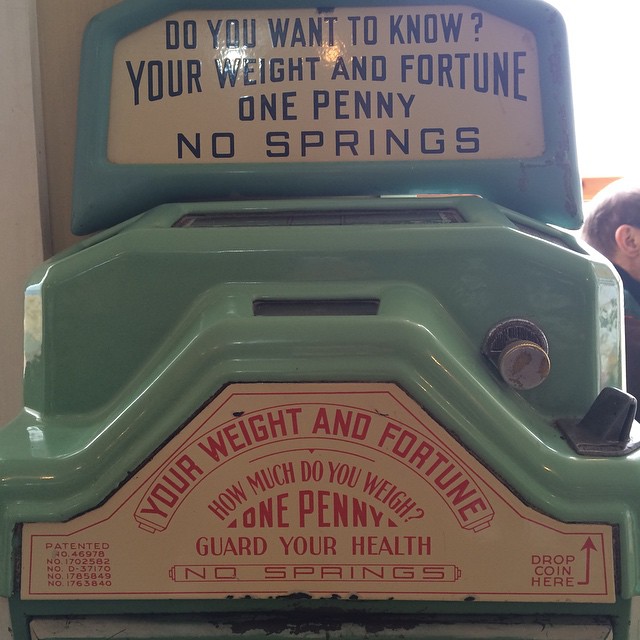 DO YOU WANT TO KNOW?
YOUR WEIGHT AND FORTUNE
ONE PENNY
NO SPRINGS
YOUR WEIGHT AND FORTUNE
HOW MUCH DO YOU WEIGH?
ONE PENNY
GUARD YOUR HEALTH
NO SPRINGS
PATENTED
NO. 46978
NO. 1702582
NO. D-37170
NO. 1785849
NO. 1763840
DROP
COIN
HERE